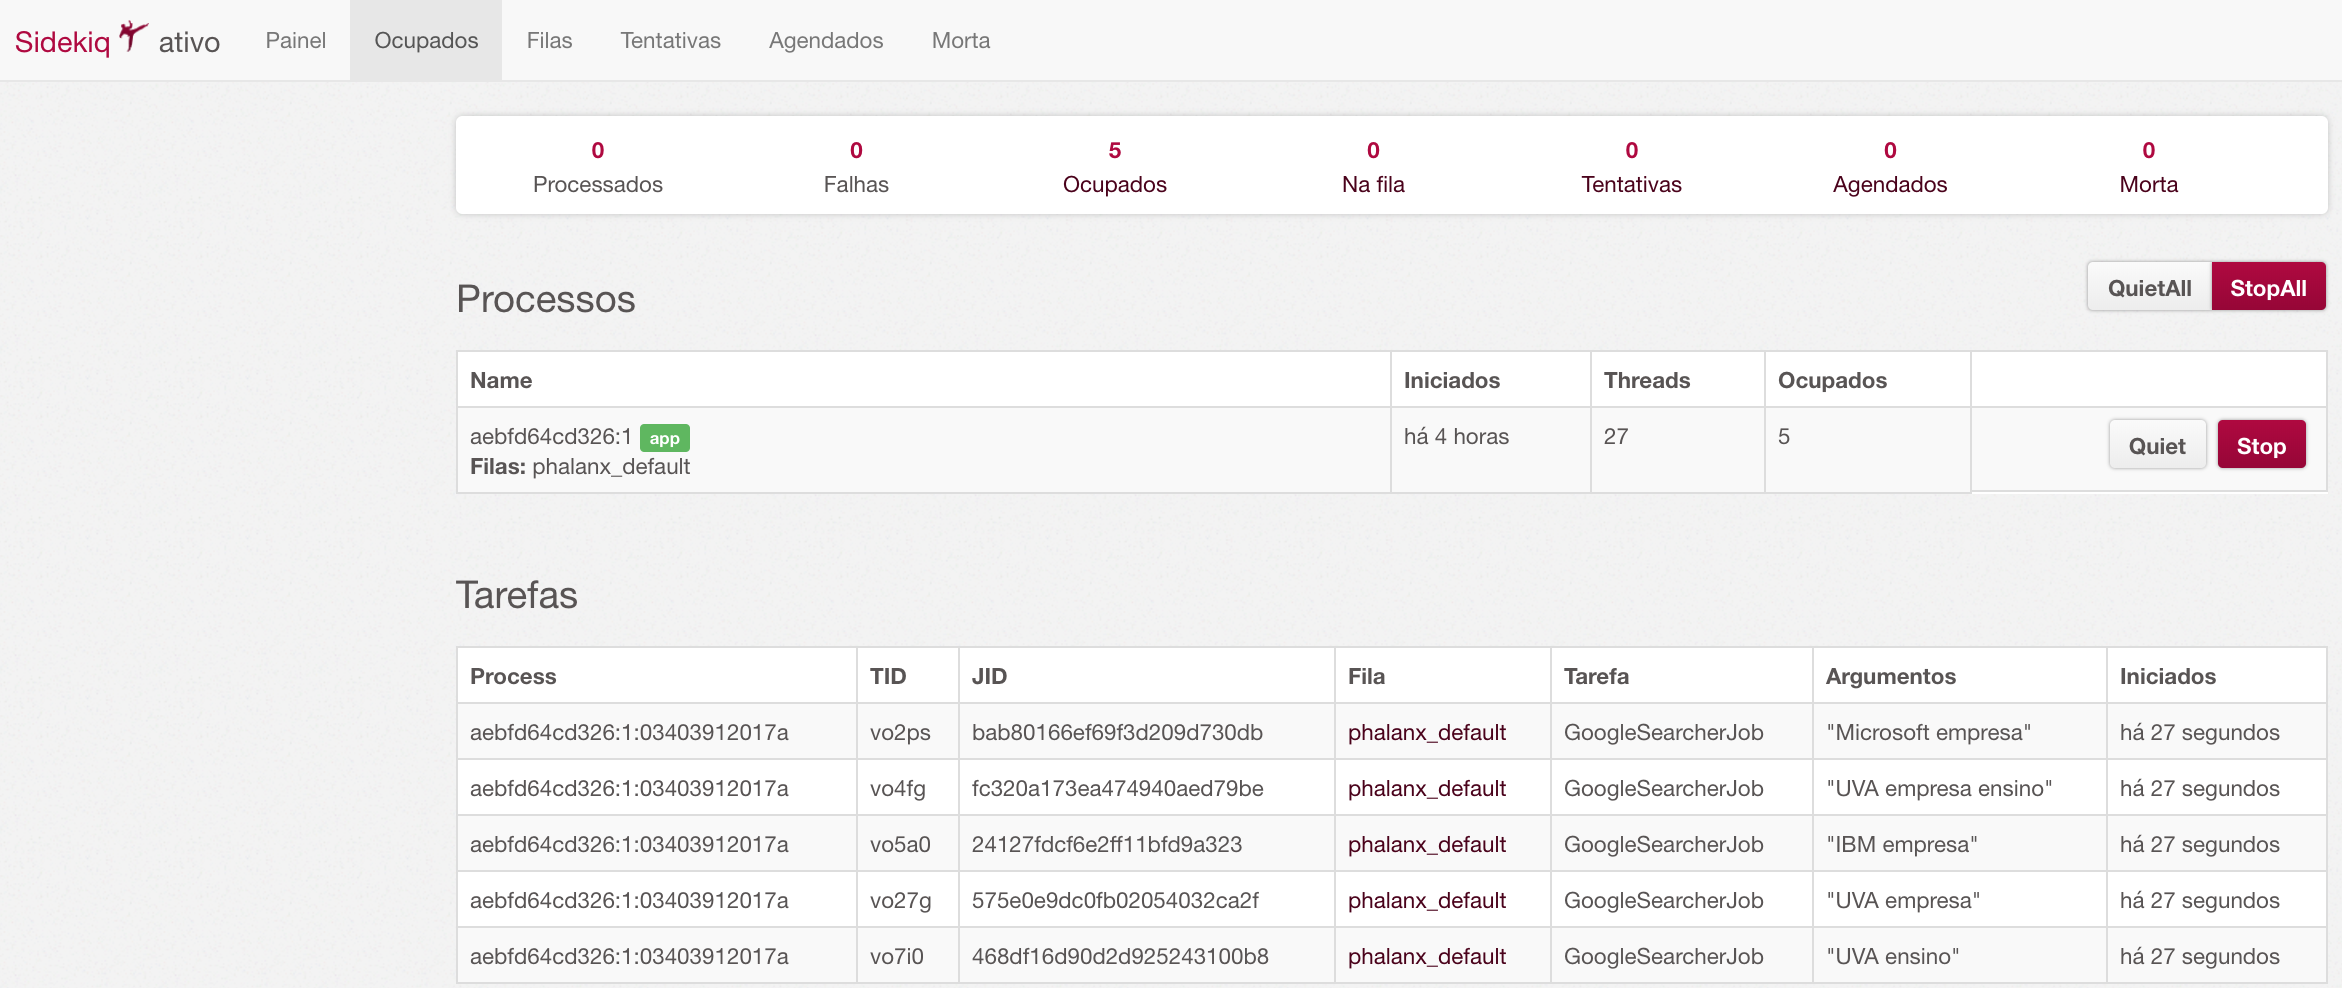 Sidekiq ativo Painel Ocupados Filas Tentativas Agendados Morta
0 0 5 0 0 0 0
Processados Falhas Ocupados Na fila Tentativas Agendados Morta
Processos QuietAll StopAll
Name Iniciados Threads Ocupados
aebfd64cd326:1 app há 4 horas 27 5 Quiet Stop
Filas: phalanx_default
Tarefas
Process TID JID Fila Tarefa Argumentos Iniciados
aebfd64cd326:1:03403912017a vo2ps bab80166ef69f3d209d730db phalanx_default GoogleSearcherJob "Microsoft empresa" há 27 segundos
aebfd64cd326:1:03403912017a vo4fg fc320a173ea474940aed79be phalanx_default GoogleSearcherJob "UVA empresa ensino" há 27 segundos
aebfd64cd326:1:03403912017a vo5a0 24127fdcf6e2ff11bfd9a323 phalanx_default GoogleSearcherJob "IBM empresa" há 27 segundos
aebfd64cd326:1:03403912017a vo27g 575e0e9dc0fb02054032ca2f phalanx_default GoogleSearcherJob "UVA empresa" há 27 segundos
aebfd64cd326:1:03403912017a vo7i0 468df16d90d2d925243100b8 phalanx_default GoogleSearcherJob "UVA ensino" há 27 segundos